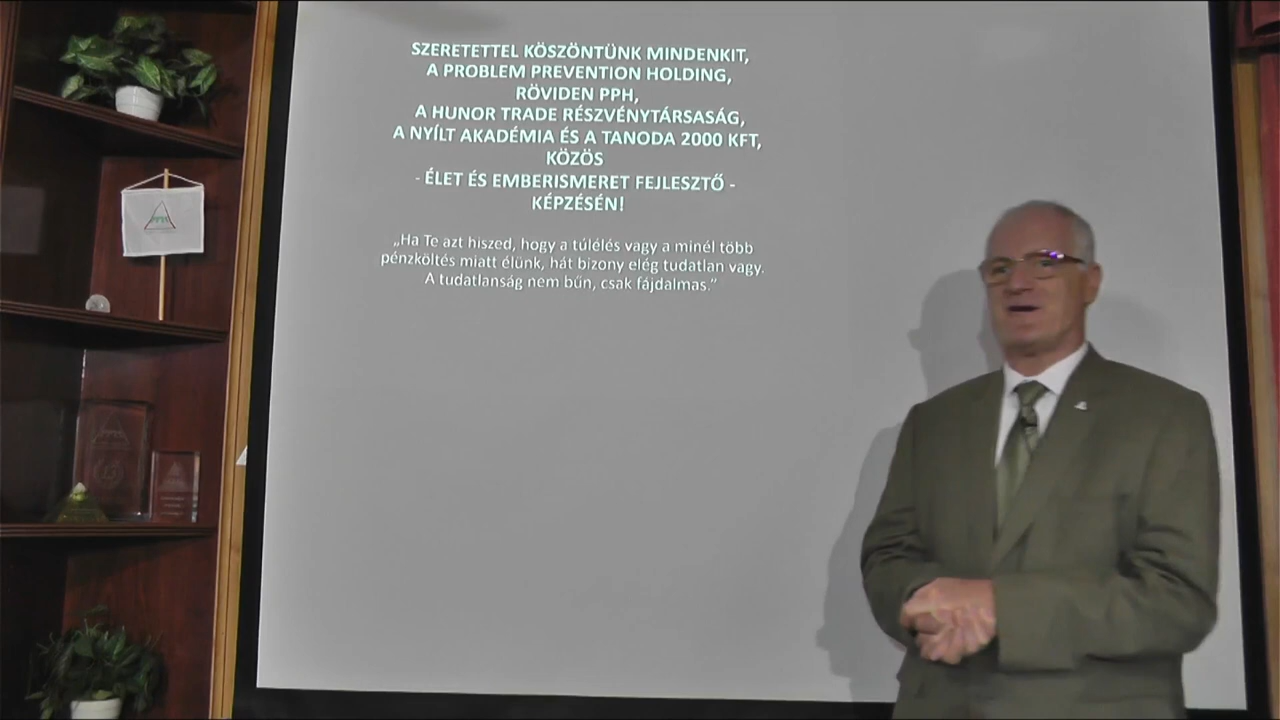 SZERETETTEL KÖSZÖNTÜNK MINDENKIT,
A PROBLEM PREVENTION HOLDING,
RÖVIDEN PPH,
A HUNOR TRADE RÉSZVÉNYTÁRSASÁG,
A NYÍLT AKADÉMIA ÉS A TANODA 2000 KFT,
KÖZÖS
- ÉLET ÉS EMBERISMERET FEJLESZTŐ -
KÉPZÉSÉN!
„Ha Te azt hiszed, hogy a túlélés vagy a minél több
pénzköltés miatt élünk, hát bizony elég tudatlan vagy.
A tudatlanság nem bűn, csak fájdalmas.”